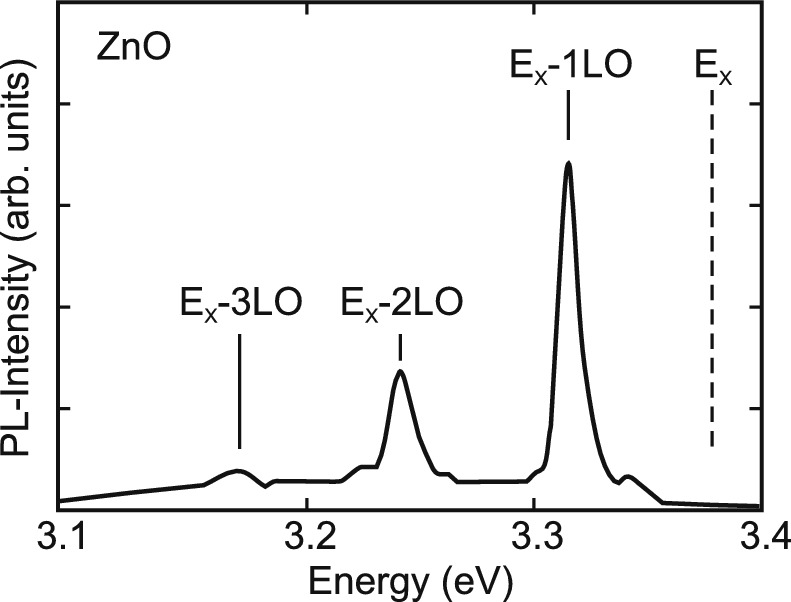 ZnO
Eₓ-1LO
Eₓ
Eₓ-3LO
Eₓ-2LO
PL-Intensity (arb. units)
3.1
3.2
3.3
3.4
Energy (eV)